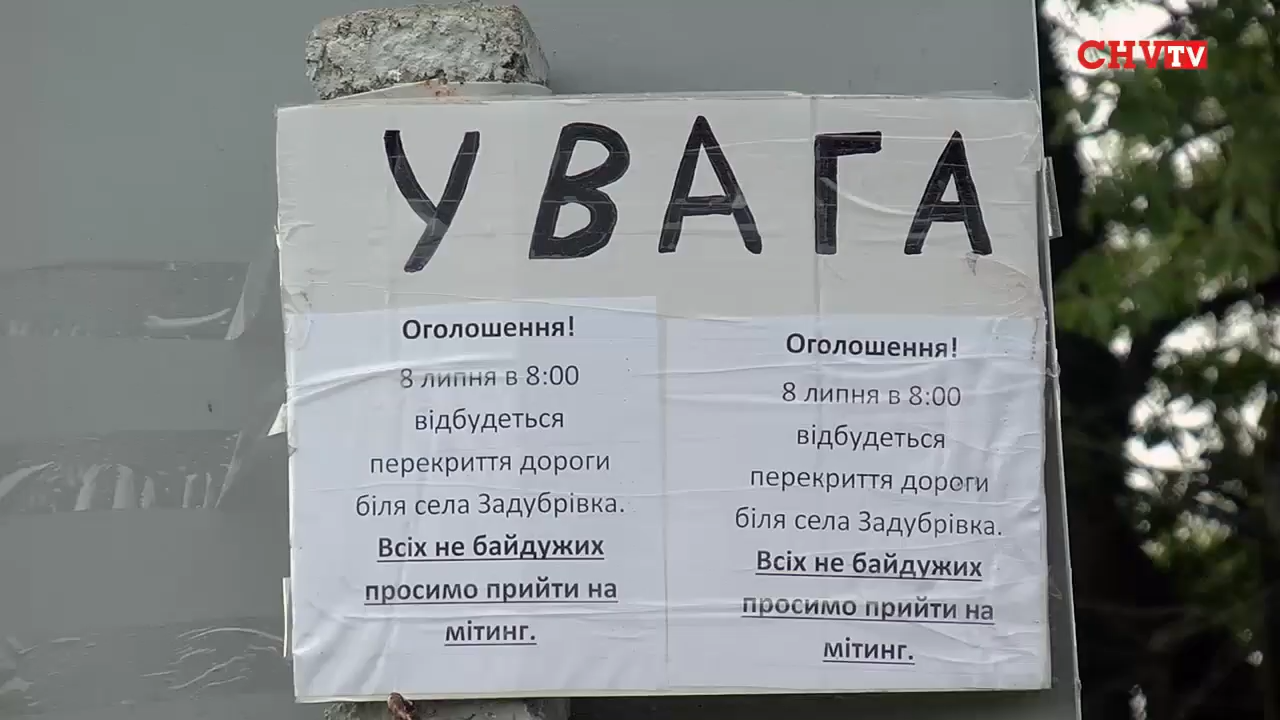 CHVTV
УВАГА
Оголошення!
8 липня в 8:00
відбудеться
перекриття дороги
біля села Задубрівка.
Всіх не байдужих
просимо прийти на
мітинг.
Оголошення!
8 липня в 8:00
відбудеться
перекриття дороги
біля села Задубрівка.
Всіх не байдужих
просимо прийти на
мітинг.